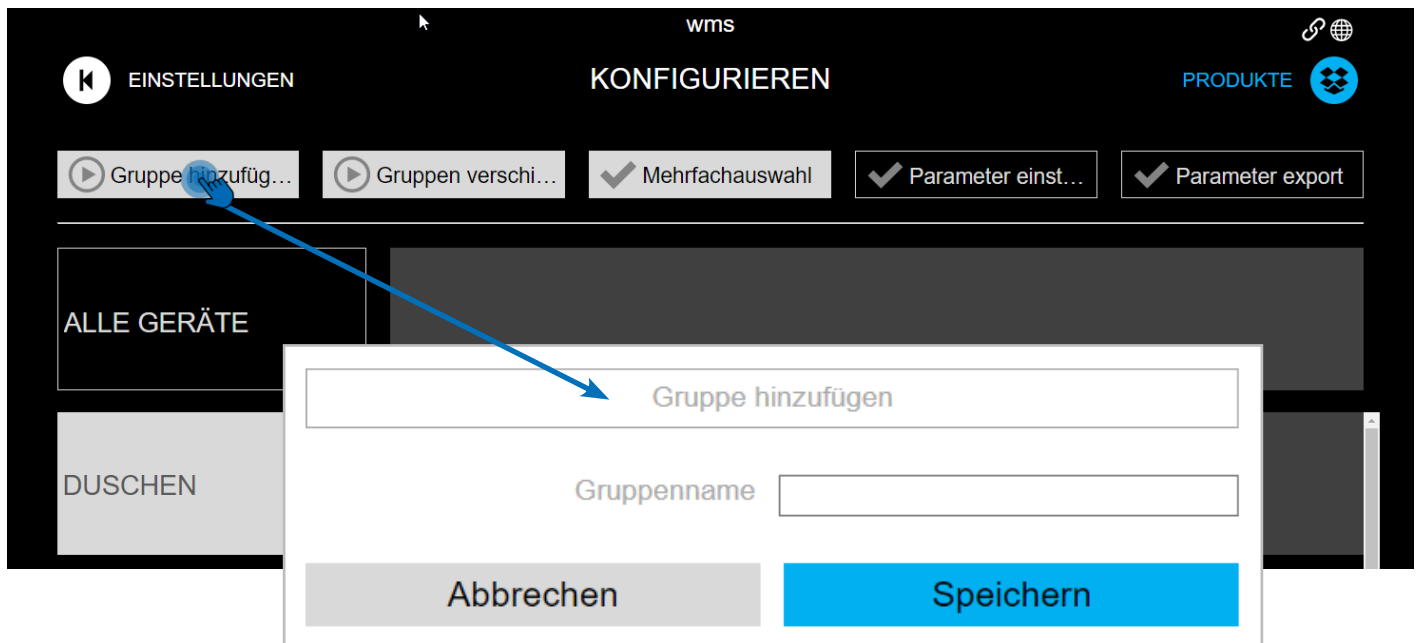 wms
EINSTELLUNGEN
KONFIGURIEREN
PRODUKTE
Gruppe hinzufüg...
Gruppen verschi...
Mehrfachauswahl
Parameter einst...
Parameter export
ALLE GERÄTE
Gruppe hinzufügen
DUSCHEN
Gruppenname
Abbrechen
Speichern